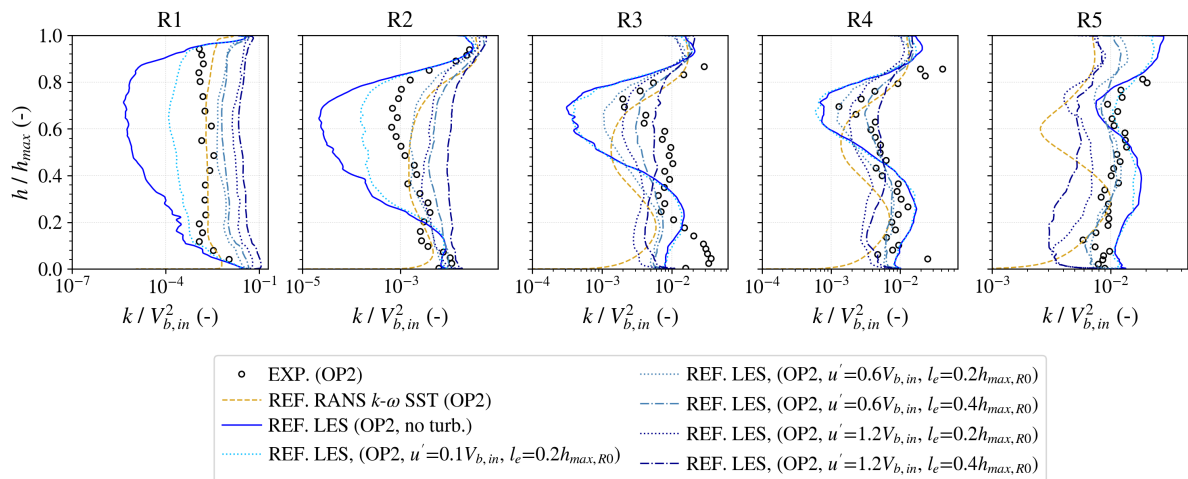 R1 R2 R3 R4 R5
1.0
0.8
0.6
0.4
0.2
0.0
h / h_max (-)
10⁻⁷ 10⁻⁴ 10⁻¹ 10⁻⁵ 10⁻³ 10⁻⁴ 10⁻³ 10⁻² 10⁻⁴ 10⁻³ 10⁻² 10⁻³ 10⁻²
k / V²_b,in (-) k / V²_b,in (-) k / V²_b,in (-) k / V²_b,in (-) k / V²_b,in (-)
EXP. (OP2)
REF. RANS k-ω SST (OP2)
REF. LES (OP2, no turb.)
REF. LES, (OP2, u′=0.1V_b,in, l_e=0.2h_max,R0)
REF. LES, (OP2, u′=0.6V_b,in, l_e=0.2h_max,R0)
REF. LES, (OP2, u′=0.6V_b,in, l_e=0.4h_max,R0)
REF. LES, (OP2, u′=1.2V_b,in, l_e=0.2h_max,R0)
REF. LES, (OP2, u′=1.2V_b,in, l_e=0.4h_max,R0)